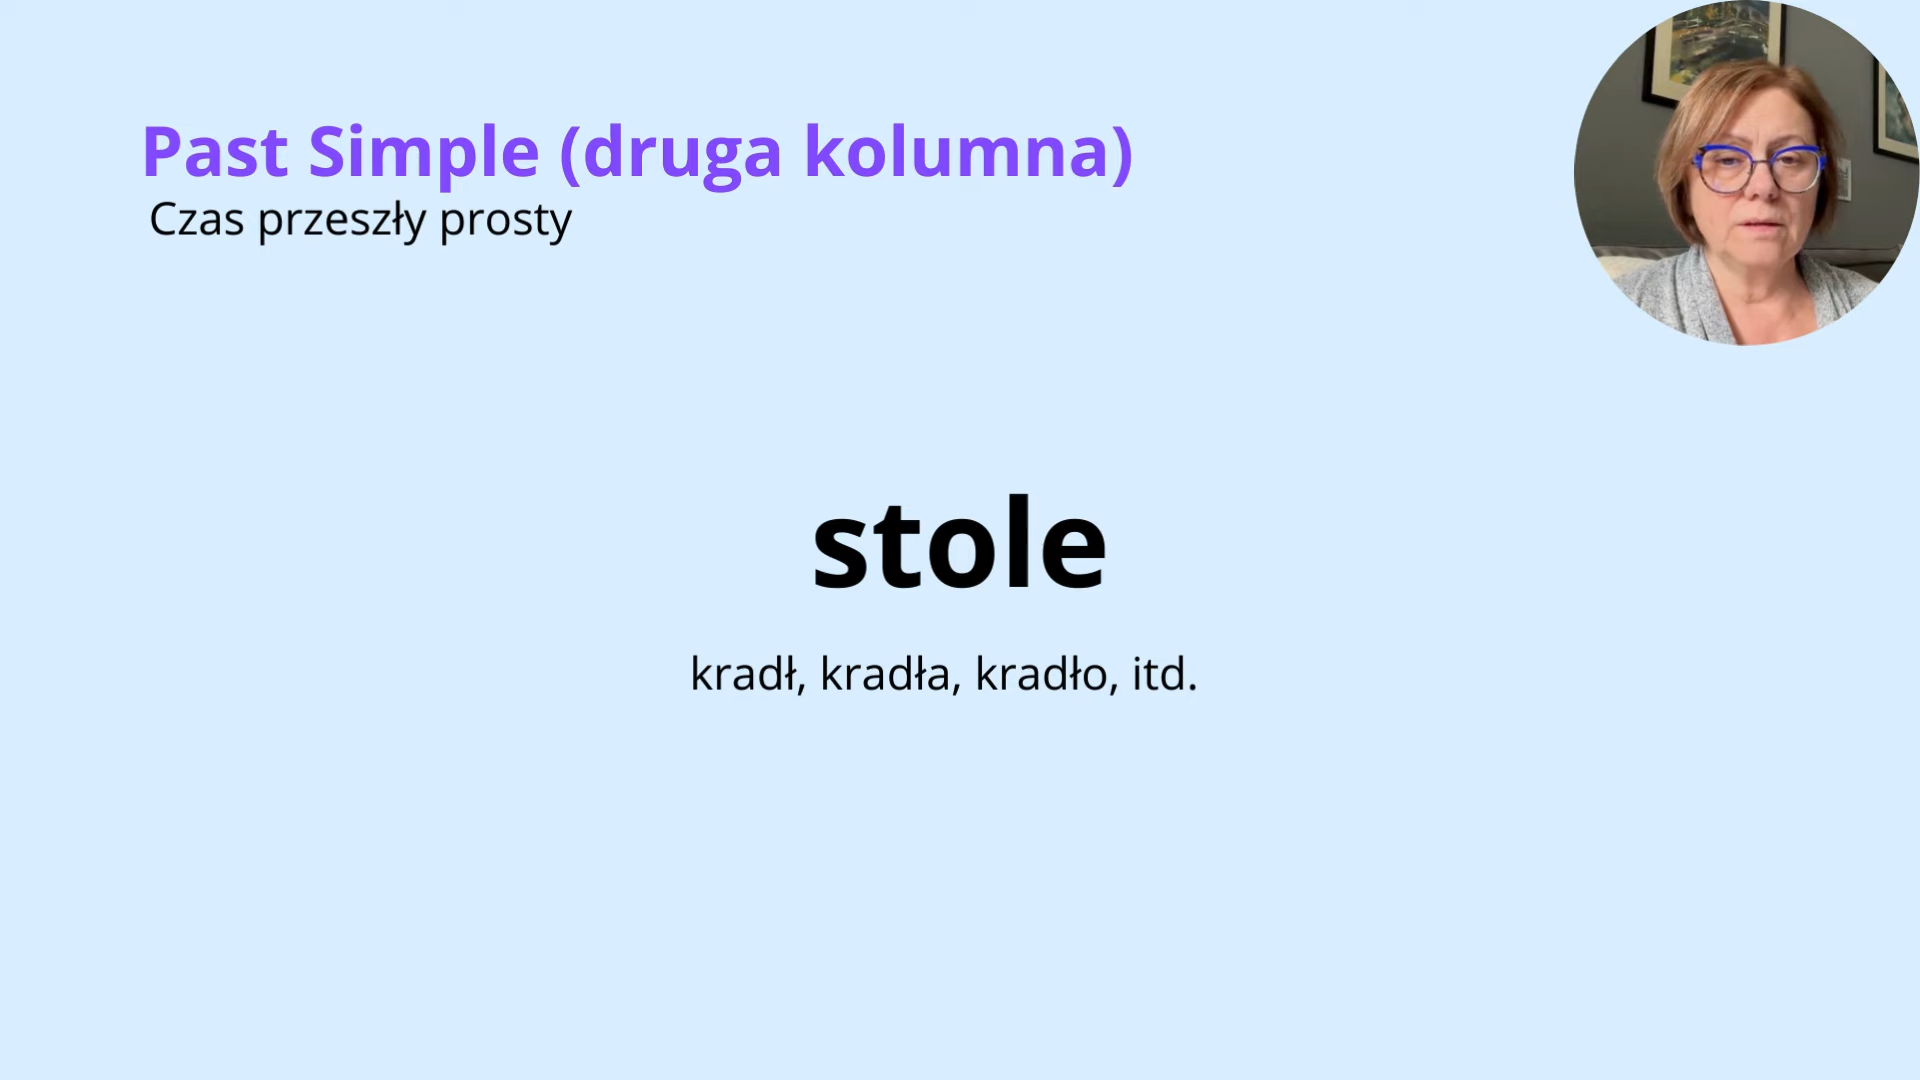 Past Simple (druga kolumna)
Czas przeszły prosty
stole
kradł, kradła, kradło, itd.